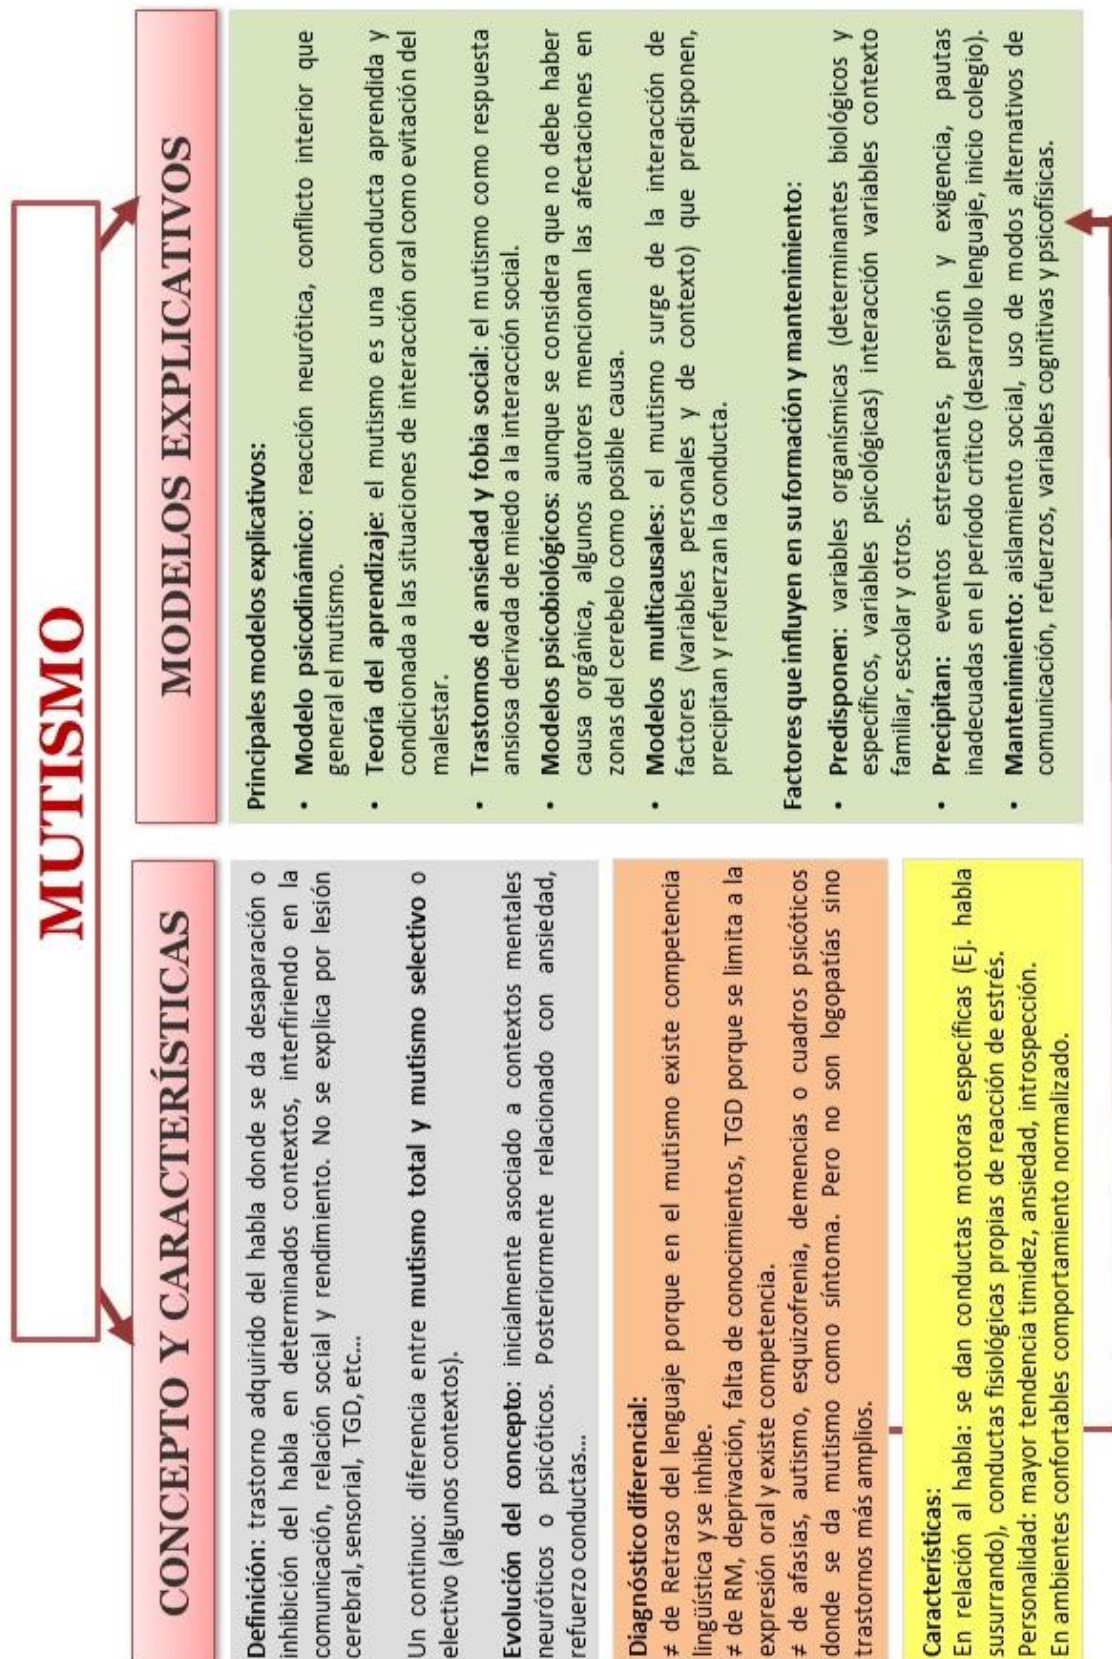 MUTISMO
CONCEPTO Y CARACTERÍSTICAS
Definición: trastorno adquirido del habla donde se da desaparación o
inhibición del habla en determinados contextos, interfiriendo en la
comunicación, relación social y rendimiento. No se explica por lesión
cerebral, sensorial, TGD, etc...
Un continuo: diferencia entre mutismo total y mutismo selectivo o
electivo (algunos contextos).
Evolución del concepto: inicialmente asociado a contextos mentales
neuróticos o psicóticos. Posteriormente relacionado con ansiedad,
refuerzo conductas...
Diagnóstico diferencial:
≠ de Retraso del lenguaje porque en el mutismo existe competencia
lingüística y se inhibe.
≠ de RM, deprivación, falta de conocimientos, TGD porque se limita a la
expresión oral y existe competencia.
≠ de afasias, autismo, esquizofrenia, demencias o cuadros psicóticos
donde se da mutismo como síntoma. Pero no son logopatías sino
trastornos más amplios.
Características:
En relación al habla: se dan conductas motoras específicas (Ej. habla
susurrando), conductas fisiológicas propias de reacción de estrés.
Personalidad: mayor tendencia timidez, ansiedad, introspección.
En ambientes confortables comportamiento normalizado.
MODELOS EXPLICATIVOS
Principales modelos explicativos:
• Modelo psicodinámico: reacción neurótica, conflicto interior que
general el mutismo.
• Teoría del aprendizaje: el mutismo es una conducta aprendida y
condicionada a las situaciones de interacción oral como evitación del
malestar.
• Trastornos de ansiedad y fobia social: el mutismo como respuesta
ansiosa derivada de miedo a la interacción social.
• Modelos psicobiológicos: aunque se considera que no debe haber
causa orgánica, algunos autores mencionan las afectaciones en
zonas del cerebelo como posible causa.
• Modelos multicausales: el mutismo surge de la interacción de
factores (variables personales y de contexto) que predisponen,
precipitan y refuerzan la conducta.
Factores que influyen en su formación y mantenimiento:
• Predisponen: variables organísmicas (determinantes biológicos y
específicos, variables psicológicas) interacción variables contexto
familiar, escolar y otros.
• Precipitan: eventos estresantes, presión y exigencia, pautas
inadecuadas en el período crítico (desarrollo lenguaje, inicio colegio).
• Mantenimiento: aislamiento social, uso de modos alternativos de
comunicación, refuerzos, variables cognitivas y psicofísicas.